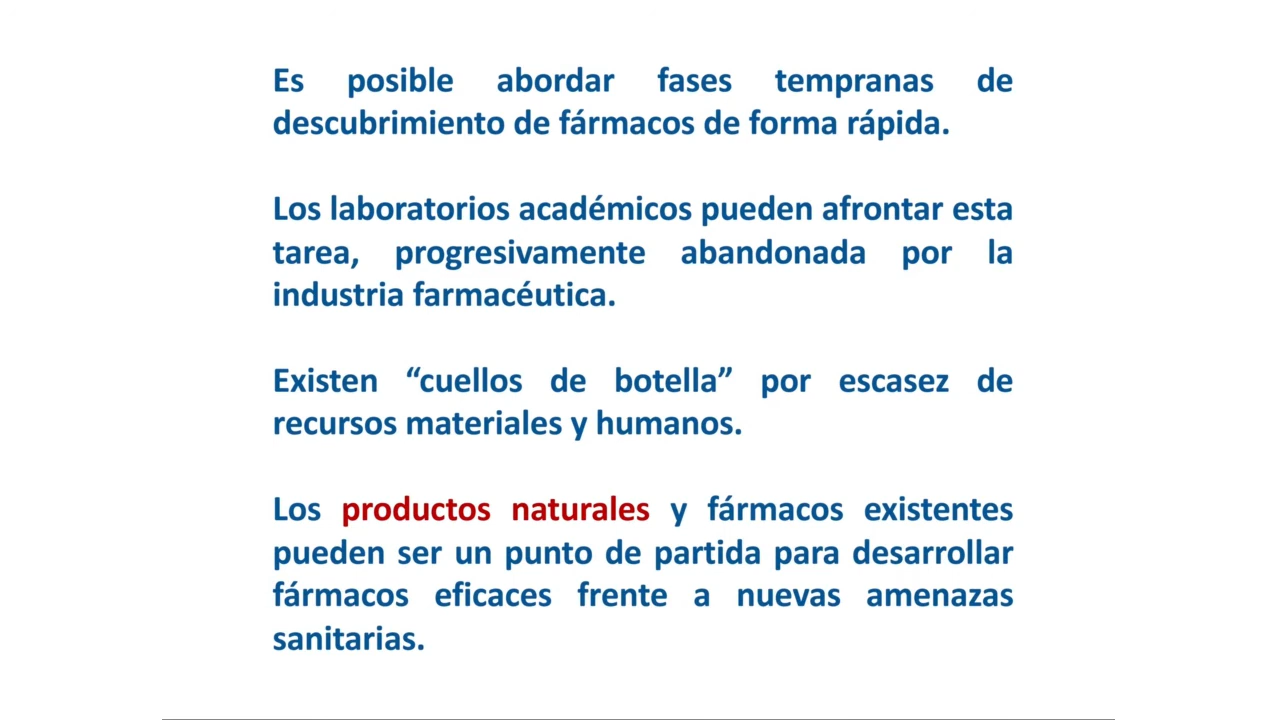 Es posible abordar fases tempranas de
descubrimiento de fármacos de forma rápida.
Los laboratorios académicos pueden afrontar esta
tarea, progresivamente abandonada por la
industria farmacéutica.
Existen “cuellos de botella” por escasez de
recursos materiales y humanos.
Los productos naturales y fármacos existentes
pueden ser un punto de partida para desarrollar
fármacos eficaces frente a nuevas amenazas
sanitarias.